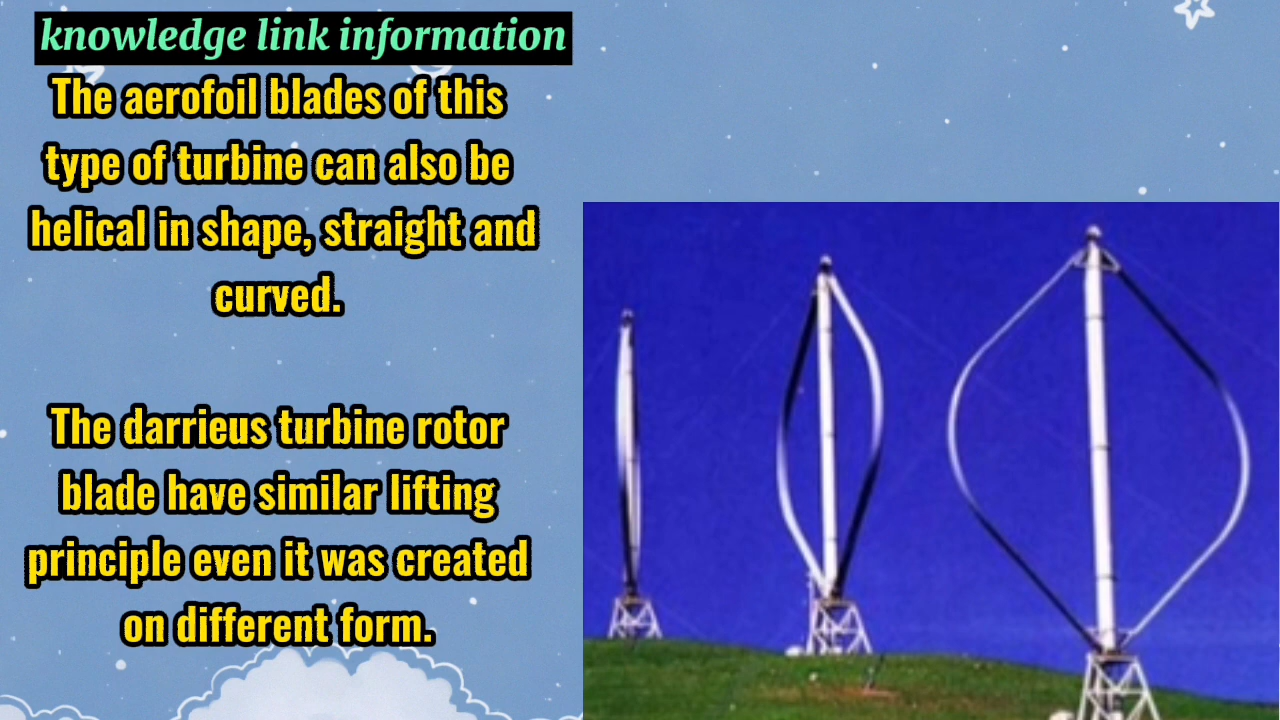 knowledge link information
The aerofoil blades of this
type of turbine can also be
helical in shape, straight and
curved.
The darrieus turbine rotor
blade have similar lifting
principle even it was created
on different form.